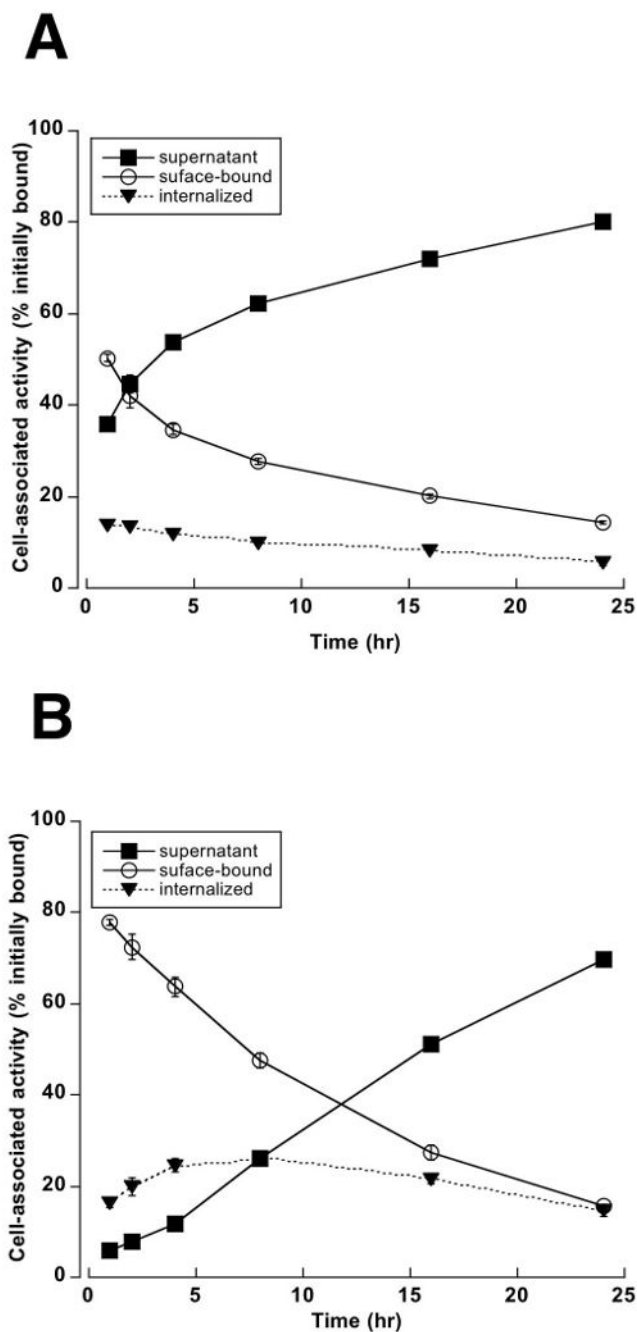 A
Cell-associated activity (% initially bound)
100
80
60
40
20
0
supernatant
suface-bound
internalized
0 5 10 15 20 25
Time (hr)
B
Cell-associated activity (% initially bound)
100
80
60
40
20
0
supernatant
suface-bound
internalized
0 5 10 15 20 25
Time (hr)